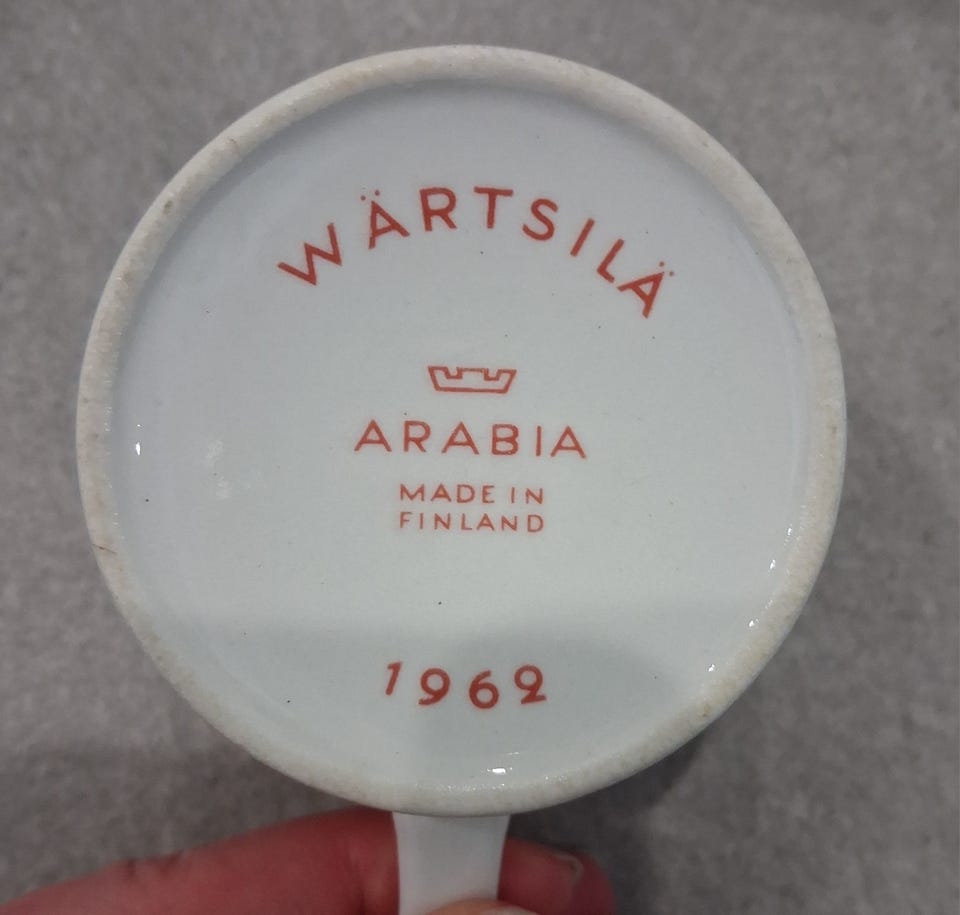 WÄRTSILÄ
ARABIA
MADE IN
FINLAND
1962